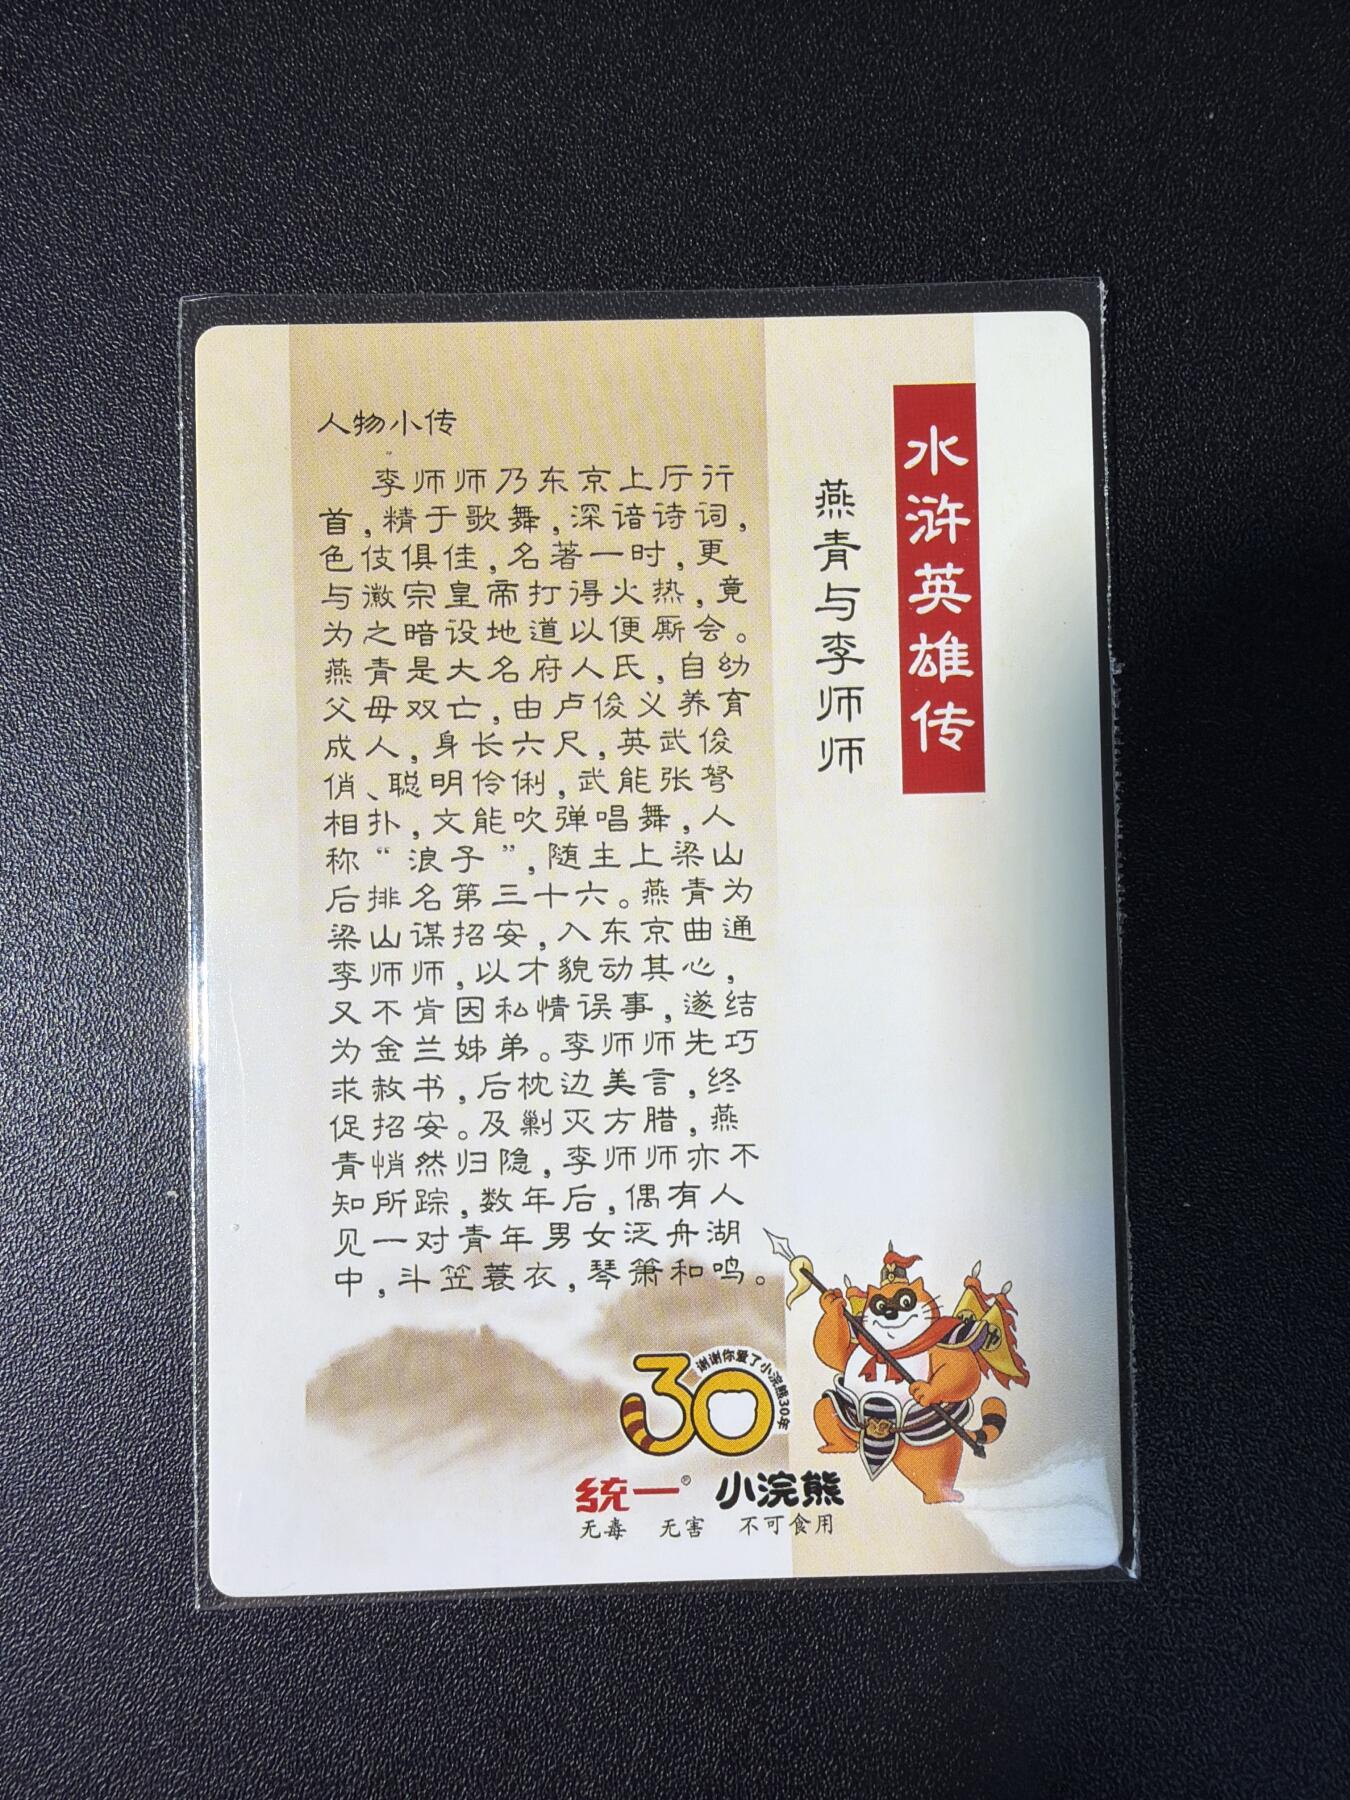 水浒英雄传
燕青与李师师
人物小传
李师师乃东京上厅行
首，精于歌舞，深谙诗词，
色伎俱佳，名著一时，更
与徽宗皇帝打得火热，竟
为之暗设地道以便厮会。
燕青是大名府人氏，自幼
父母双亡，由卢俊义养育
成人，身长六尺，英武俊
俏、聪明伶俐，武能张弩
相扑，文能吹弹唱舞，人
称“浪子”，随主上梁山
后排名第三十六。燕青为
梁山谋招安，入东京曲通
李师师，以才貌动其心，
又不肯因私情误事，遂结
为金兰姊弟。李师师先巧
求赦书，后枕边美言，终
促招安。及剿灭方腊，燕
青悄然归隐，李师师亦不
知所踪，数年后，偶有人
见一对青年男女泛舟湖
中，斗笠蓑衣，琴箫和鸣。
30
谢谢你爱了小浣熊30年
统一® 小浣熊
无毒 无害 不可食用